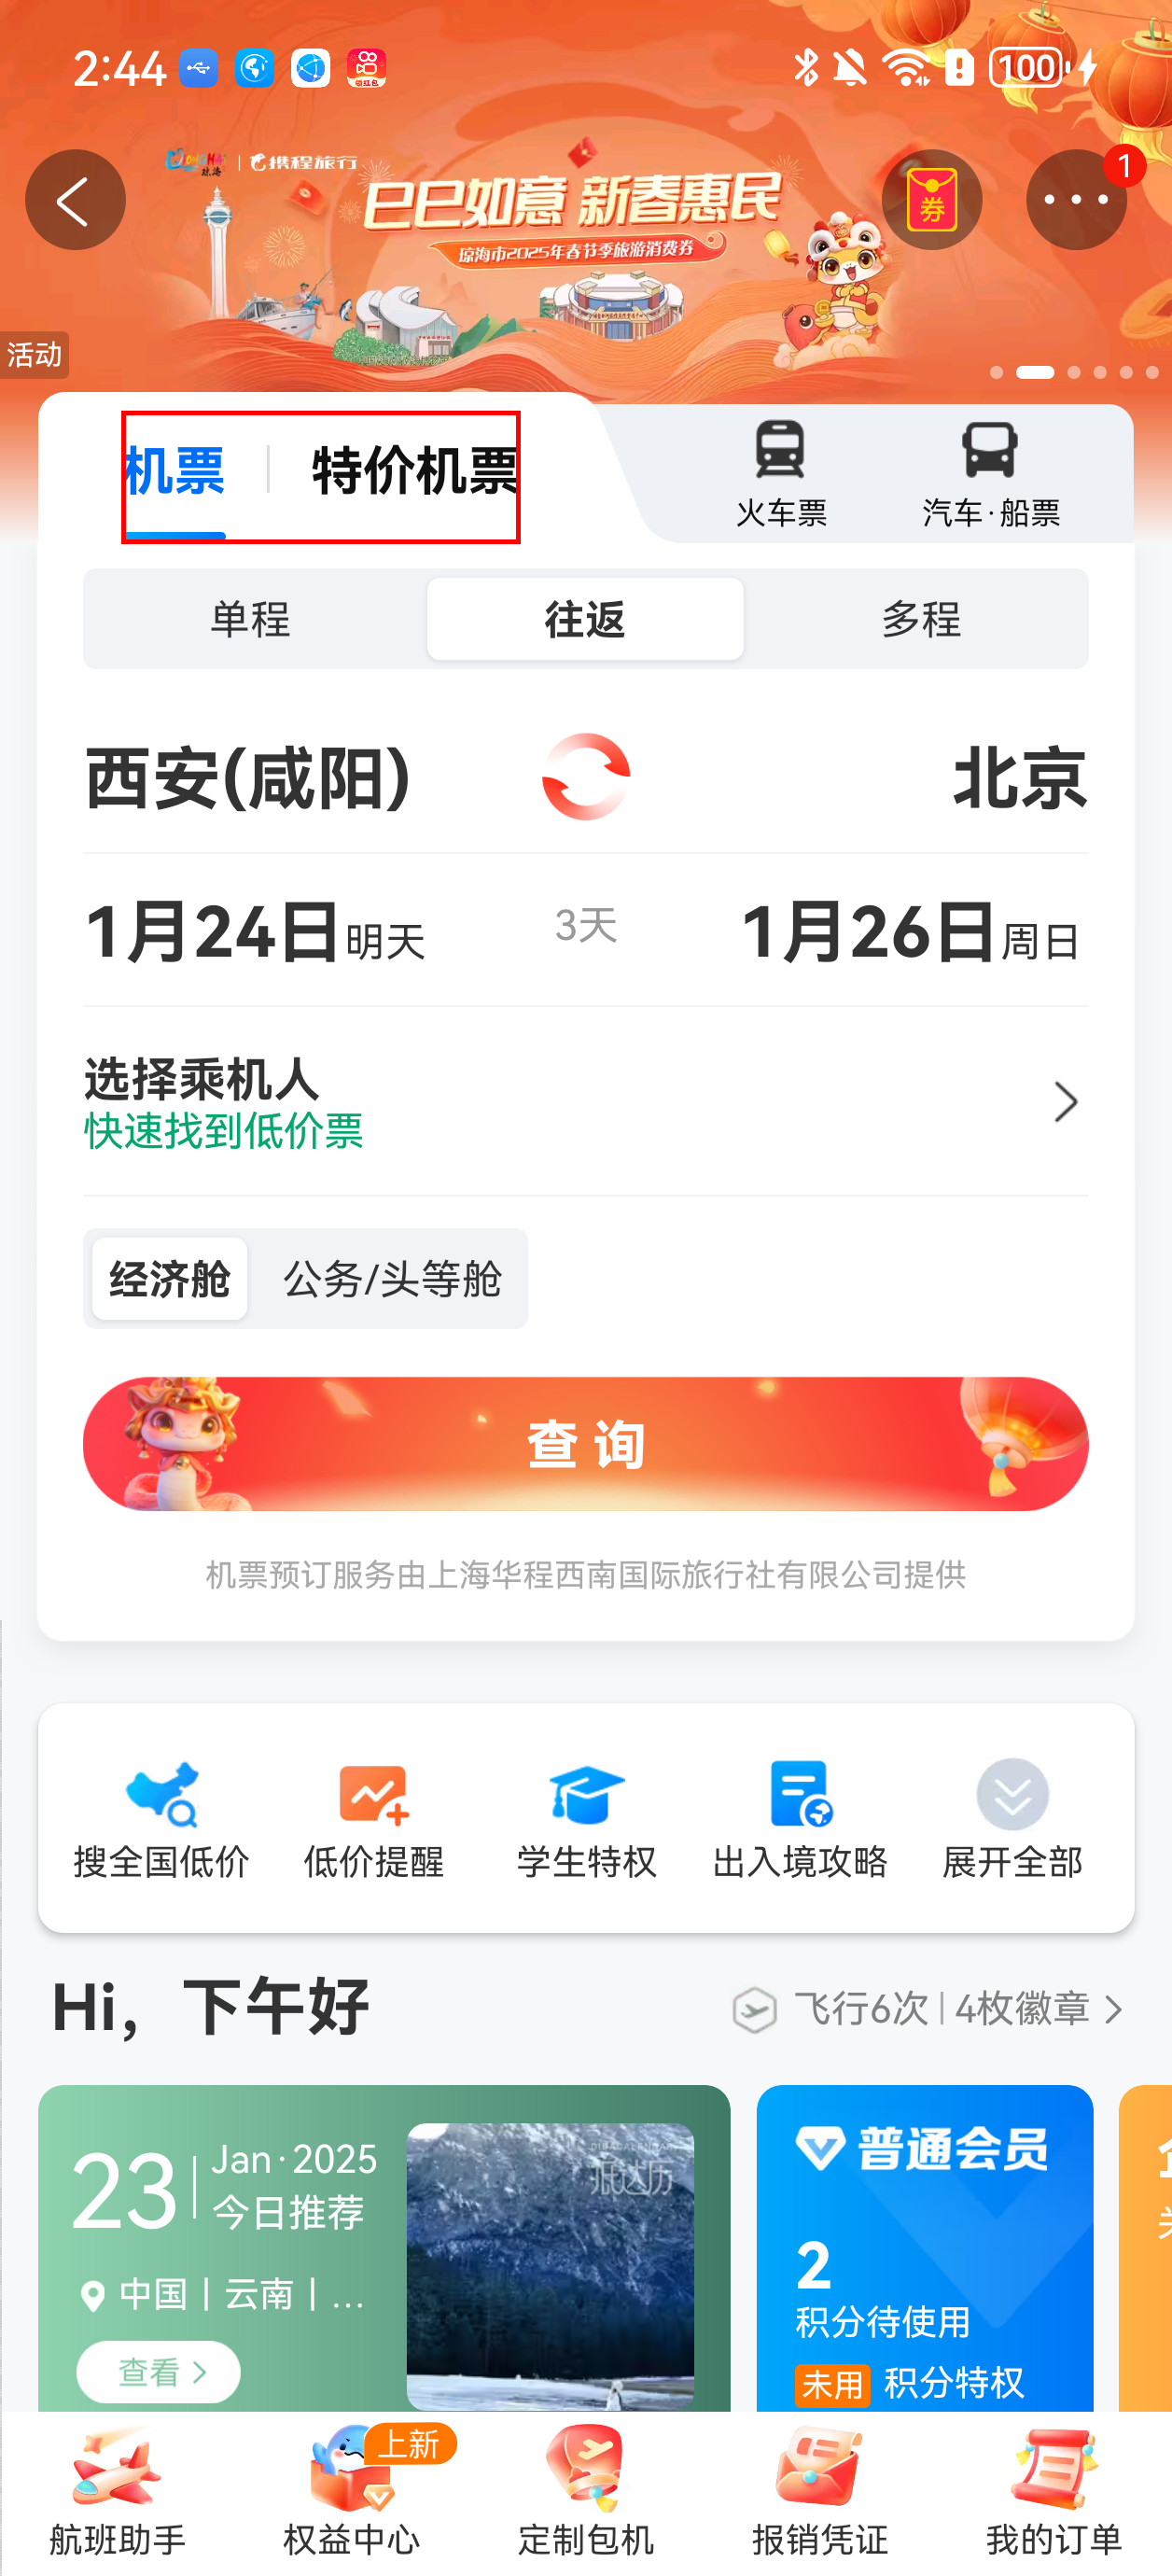 2:44
100
领红包
琼海
携程旅行
巳巳如意 新春惠民
琼海市2025年春节季旅游消费券
券
1
活动
机票
特价机票
火车票
汽车·船票
单程
往返
多程
西安(咸阳)
北京
1月24日明天
3天
1月26日周日
选择乘机人
快速找到低价票
经济舱
公务/头等舱
查询
机票预订服务由上海华程西南国际旅行社有限公司提供
搜全国低价
低价提醒
学生特权
出入境攻略
展开全部
Hi，下午好
飞行6次 | 4枚徽章
23
Jan·2025
今日推荐
中国丨云南丨...
查看
普通会员
2
积分待使用
未用 积分特权
上新
航班助手
权益中心
定制包机
报销凭证
我的订单